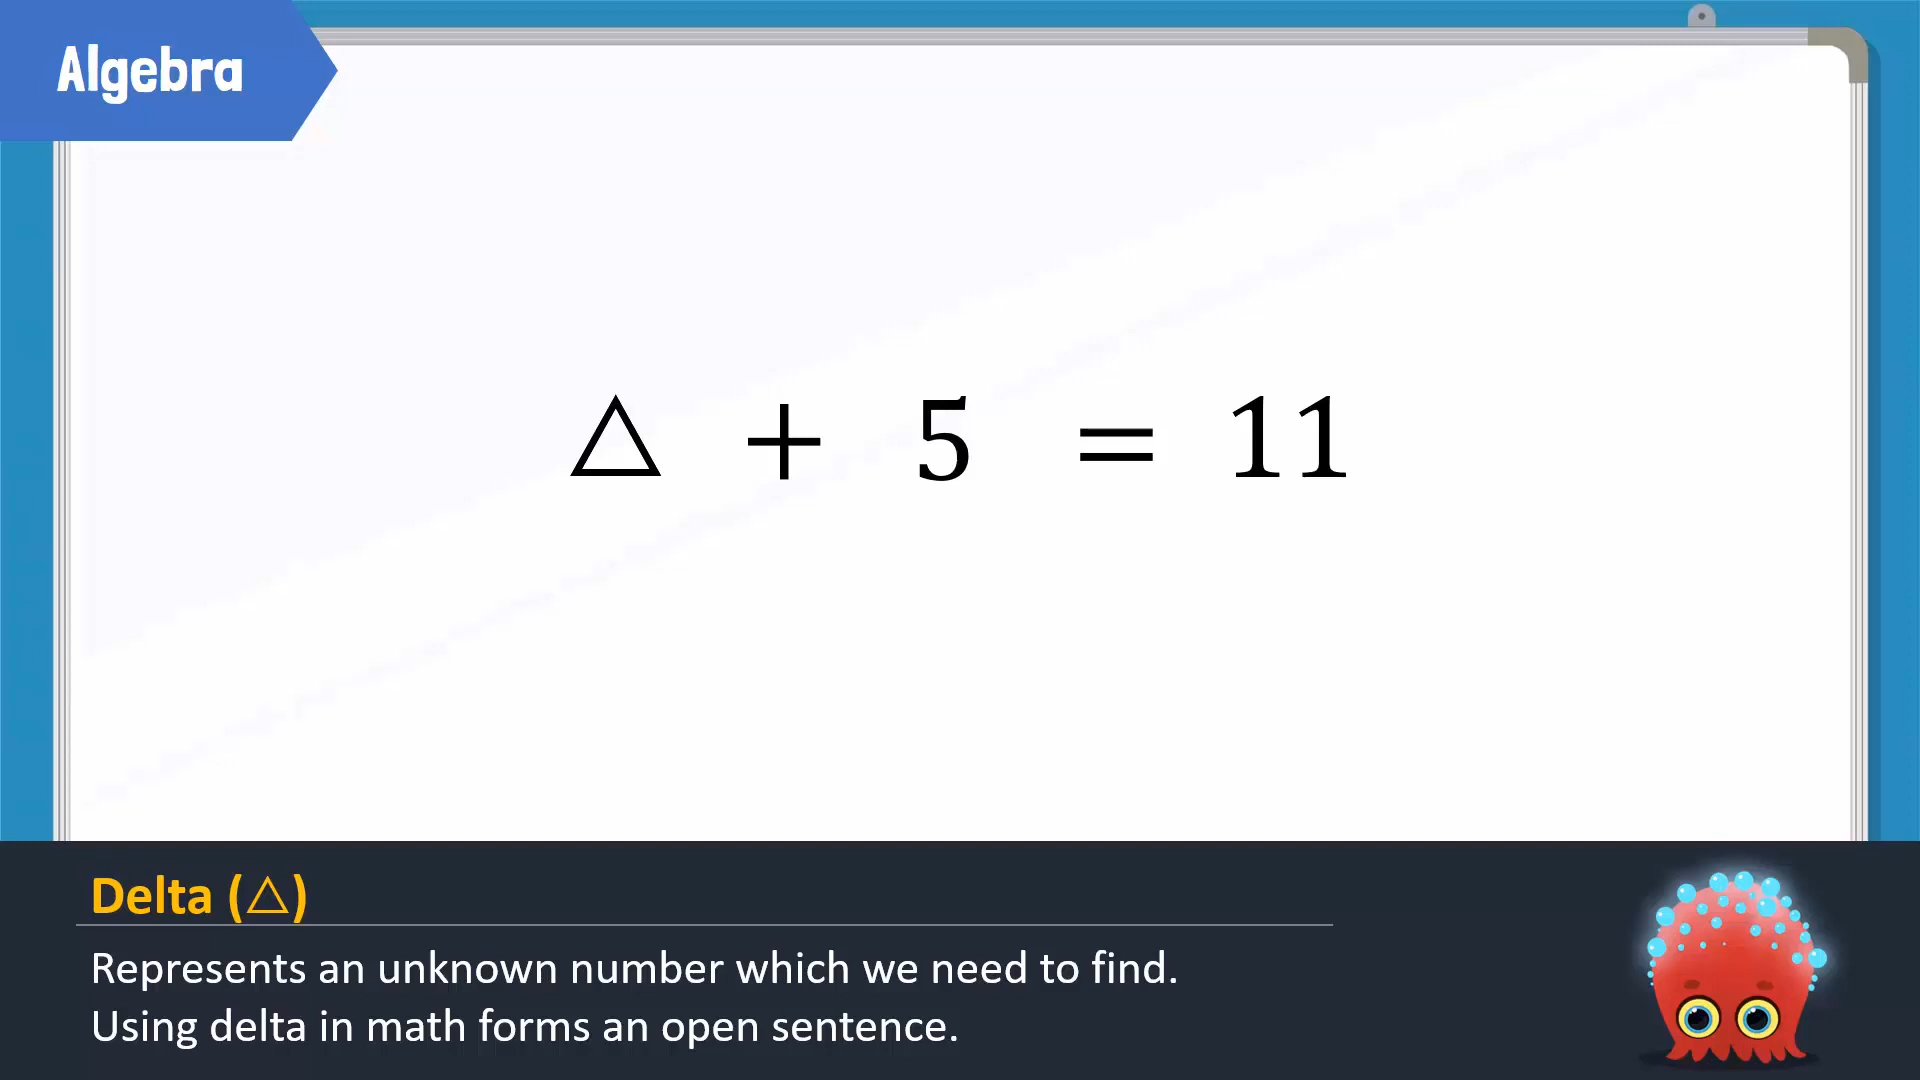 Algebra
△ + 5 = 11
Delta (△)
Represents an unknown number which we need to find.
Using delta in math forms an open sentence.